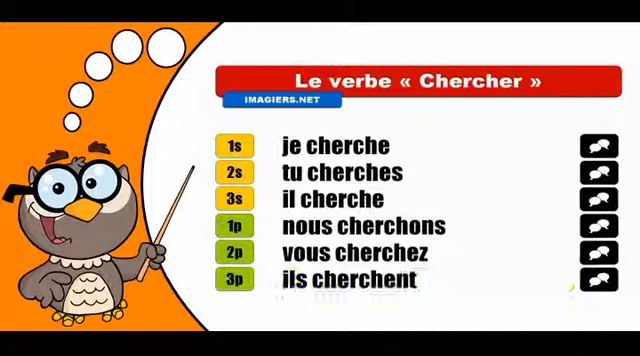 Le verbe « Chercher »
IMAGIERS.NET
1s je cherche
2s tu cherches
3s il cherche
1p nous cherchons
2p vous cherchez
3p ils cherchent